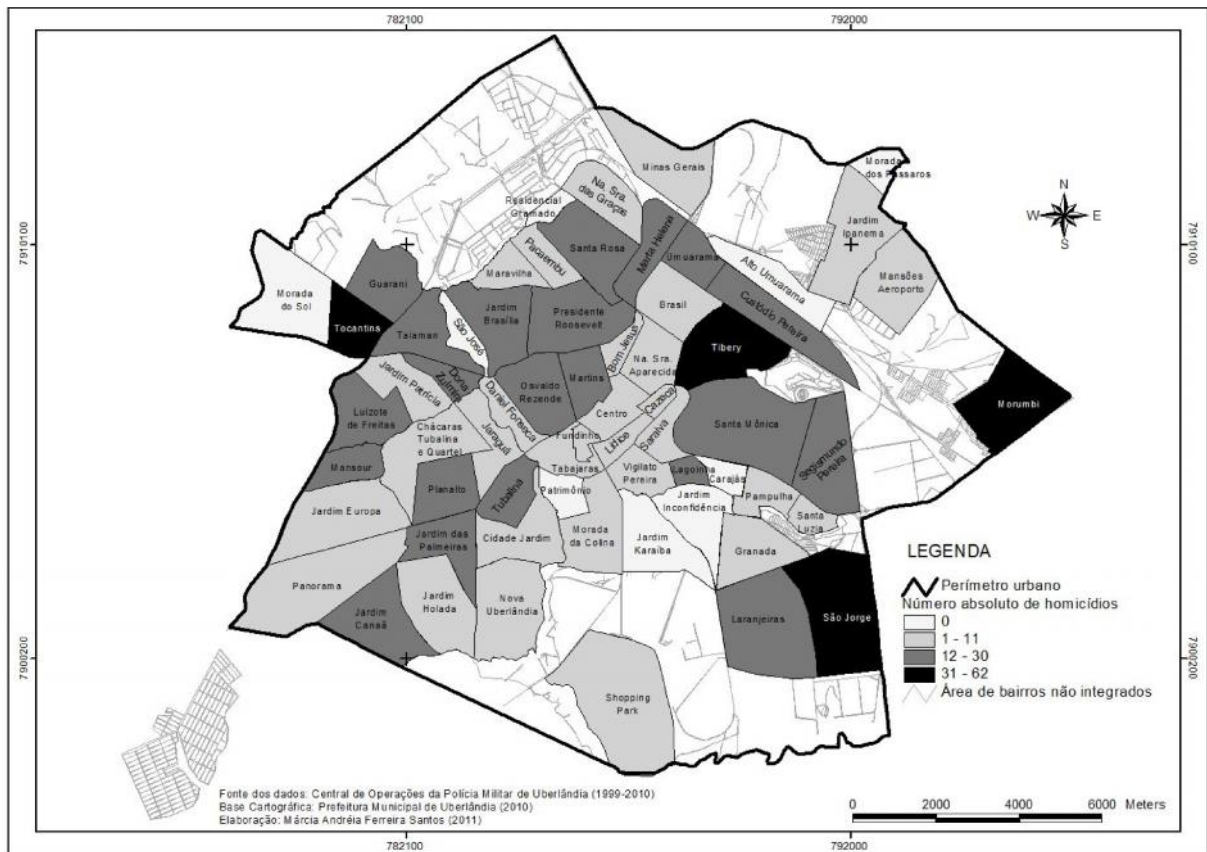 782100
792000
Minas Gerais
Morada
dos Pássaros
Na. Sra.
das Graças
Residencial
Gramado
Jardim
Ipanema
N
W E
S
7910100
7910100
Marta Helena
Santa Rosa
Umuarama
Pacaembu
Maravilha
Alto Umuarama
Mansões
Aeroporto
Guarani
Morada
do Sol
Tocantins
Taiaman
São José
Jardim
Brasília
Presidente
Roosevelt
Brasil
Custódio Pereira
Tibery
Bom Jesus
Na. Sra.
Aparecida
Jardim Patrícia
Dona
Zulmira
Daniel Fonseca
Osvaldo
Rezende
Martins
Morumbi
Luizote
de Freitas
Chácaras
Tubalina
e Quartel
Jaraguá
Centro
Cazeca
Fundinho
Lídice
Saraiva
Santa Mônica
Segismundo
Pereira
Mansour
Planalto
Tubalina
Tabajaras
Vigilato
Pereira
Lagoinha
Carajás
Patrimônio
Jardim
Inconfidência
Pampulha
Santa
Luzia
Jardim Europa
Jardim das
Palmeiras
Cidade Jardim
Morada
da Colina
Jardim
Karaíba
Granada
Panorama
Jardim
Canaã
Jardim
Holada
Nova
Uberlândia
Laranjeiras
São Jorge
Shopping
Park
LEGENDA
Perímetro urbano
Número absoluto de homicídios
0
1 - 11
12 - 30
31 - 62
Área de bairros não integrados
7900200
7900200
Fonte dos dados: Central de Operações da Polícia Militar de Uberlândia (1999-2010)
Base Cartográfica: Prefeitura Municipal de Uberlândia (2010)
Elaboração: Márcia Andréia Ferreira Santos (2011)
0 2000 4000 6000 Meters
782100
792000